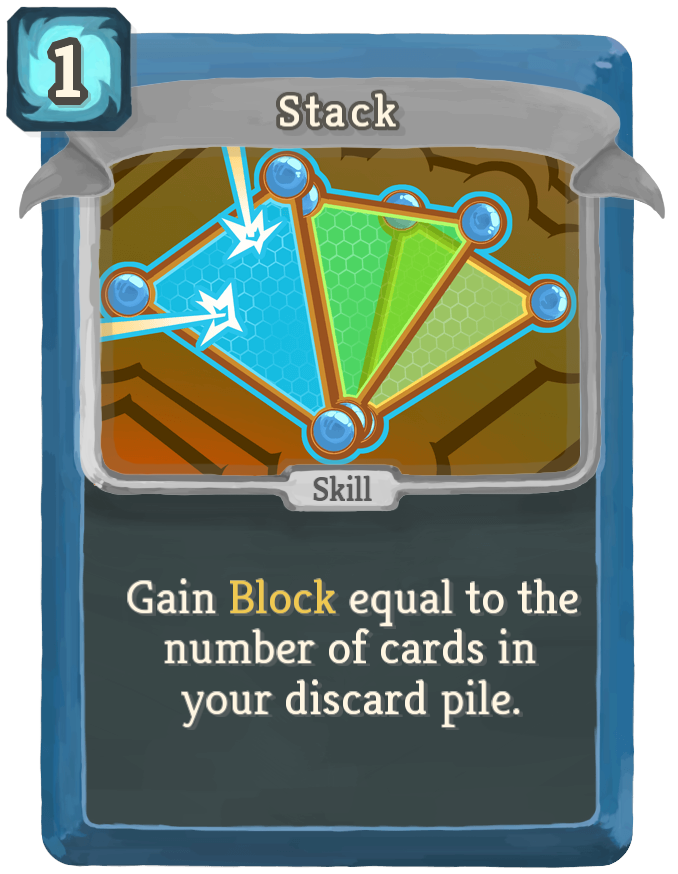 1
Stack
Skill
Gain Block equal to the
number of cards in
your discard pile.